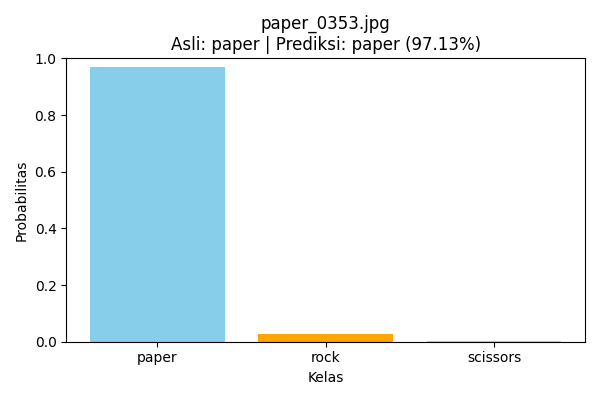 paper_0353.jpg
Asli: paper | Prediksi: paper (97.13%)
Probabilitas
1.0
0.8
0.6
0.4
0.2
0.0
paper rock scissors
Kelas